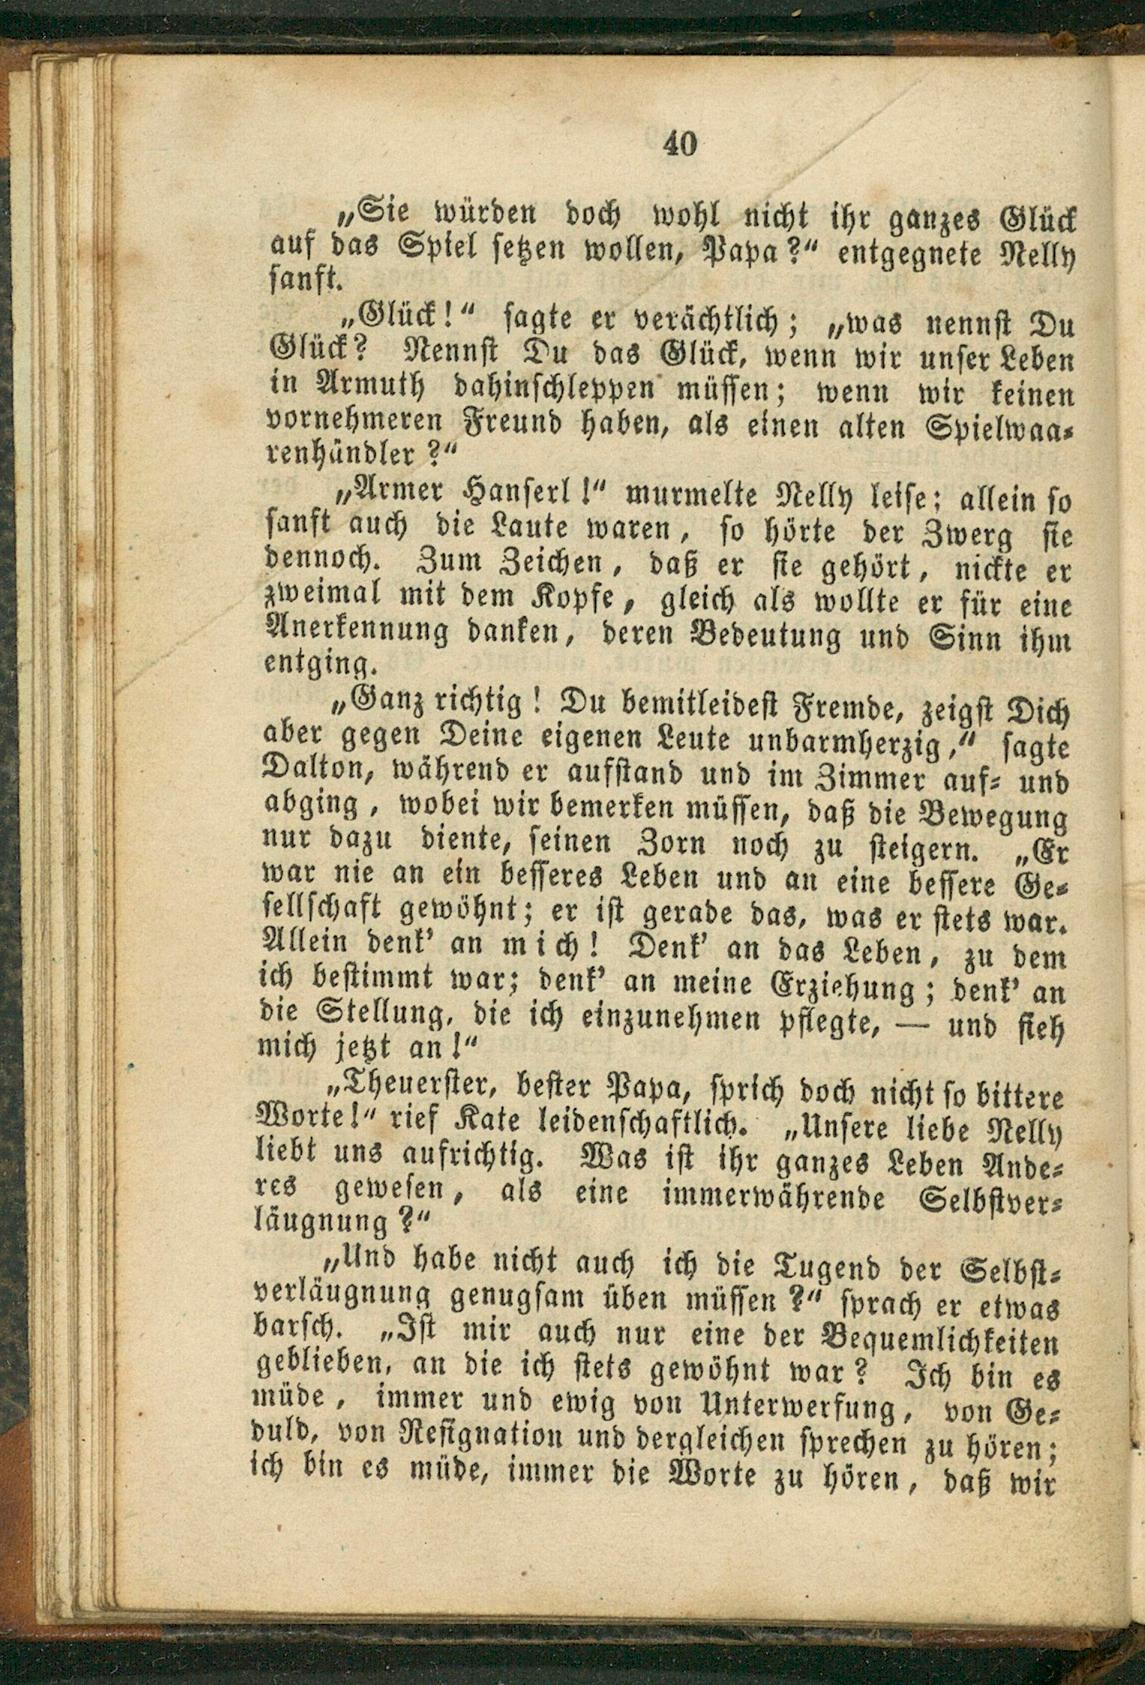 40
„Sie würden doch wohl nicht ihr ganzes Glück
auf das Spiel setzen wollen, Papa?“ entgegnete Nelly
sanft.
„Glück!“ sagte er verächtlich; „was nennst Du
Glück? Nennst Du das Glück, wenn wir unser Leben
in Armuth dahinschleppen müssen; wenn wir keinen
vornehmeren Freund haben, als einen alten Spielwaa-
renhändler?“
„Armer Hanserl!“ murmelte Nelly leise; allein so
sanft auch die Laute waren, so hörte der Zwerg sie
dennoch. Zum Zeichen, daß er sie gehört, nickte er
zweimal mit dem Kopfe, gleich als wollte er für eine
Anerkennung danken, deren Bedeutung und Sinn ihm
entging.
„Ganz richtig! Du bemitleidest Fremde, zeigst Dich
aber gegen Deine eigenen Leute unbarmherzig,“ sagte
Dalton, während er aufstand und im Zimmer auf- und
abging, wobei wir bemerken müssen, daß die Bewegung
nur dazu diente, seinen Zorn noch zu steigern. „Er
war nie an ein besseres Leben und an eine bessere Ge-
sellschaft gewöhnt; er ist gerade das, was er stets war.
Allein denk’ an mich! Denk’ an das Leben, zu dem
ich bestimmt war; denk’ an meine Erziehung; denk’ an
die Stellung, die ich einzunehmen pflegte, — und sieh
mich jetzt an!“
„Theuerster, bester Papa, sprich doch nicht so bittere
Worte!“ rief Kate leidenschaftlich. „Unsere liebe Nelly
liebt uns aufrichtig. Was ist ihr ganzes Leben Ande-
res gewesen, als eine immerwährende Selbstver-
läugnung?“
„Und habe nicht auch ich die Tugend der Selbst-
verläugnung genugsam üben müssen?“ sprach er etwas
barsch. „Ist mir auch nur eine der Bequemlichkeiten
geblieben, an die ich stets gewöhnt war? Ich bin es
müde, immer und ewig von Unterwerfung, von Ge-
duld, von Resignation und dergleichen sprechen zu hören;
ich bin es müde, immer die Worte zu hören, daß wir